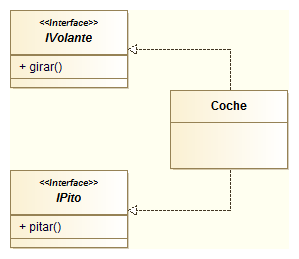 <<Interface>>
IVolante
+ girar()
Coche
<<Interface>>
IPito
+ pitar()